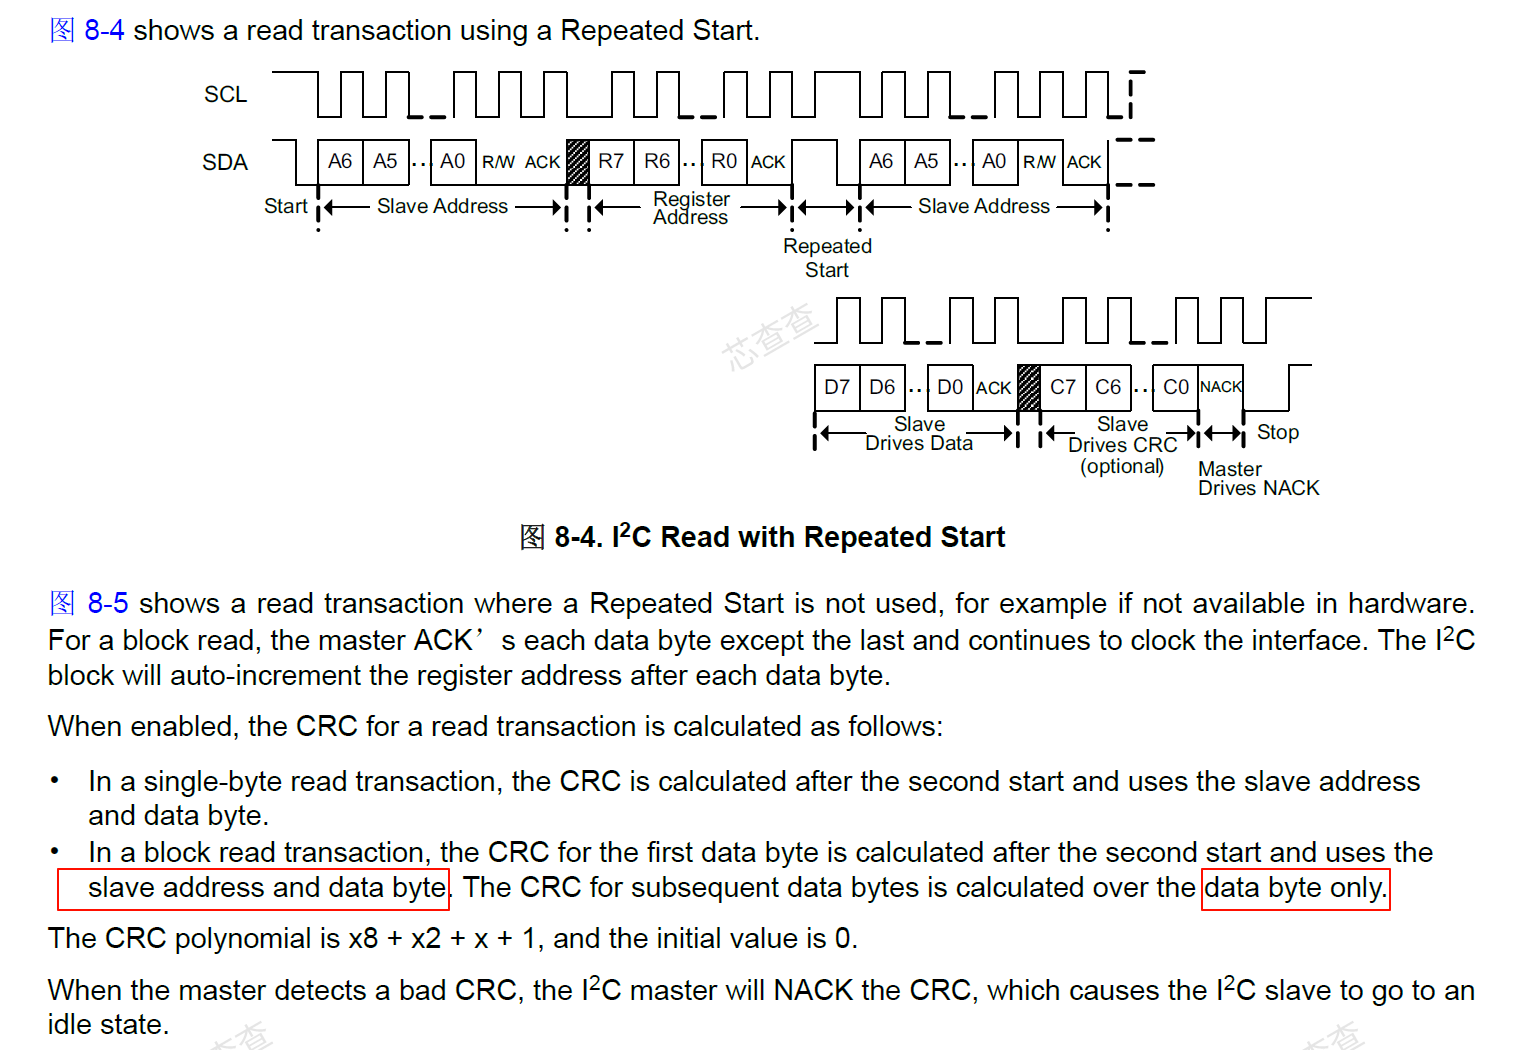 图 8-4 shows a read transaction using a Repeated Start.
SCL
SDA A6 A5 ... A0 R/W ACK R7 R6 ... R0 ACK A6 A5 ... A0 R/W ACK
Start Slave Address Register Address Repeated Start Slave Address
芯查查
D7 D6 ... D0 ACK C7 C6 ... C0 NACK
Slave Drives Data Slave Drives CRC (optional) Master Drives NACK Stop
图 8-4. I2C Read with Repeated Start
图 8-5 shows a read transaction where a Repeated Start is not used, for example if not available in hardware.
For a block read, the master ACK’s each data byte except the last and continues to clock the interface. The I2C
block will auto-increment the register address after each data byte.
When enabled, the CRC for a read transaction is calculated as follows:
• In a single-byte read transaction, the CRC is calculated after the second start and uses the slave address
and data byte.
• In a block read transaction, the CRC for the first data byte is calculated after the second start and uses the
slave address and data byte. The CRC for subsequent data bytes is calculated over the data byte only.
The CRC polynomial is x8 + x2 + x + 1, and the initial value is 0.
When the master detects a bad CRC, the I2C master will NACK the CRC, which causes the I2C slave to go to an
idle state.
查查
查查